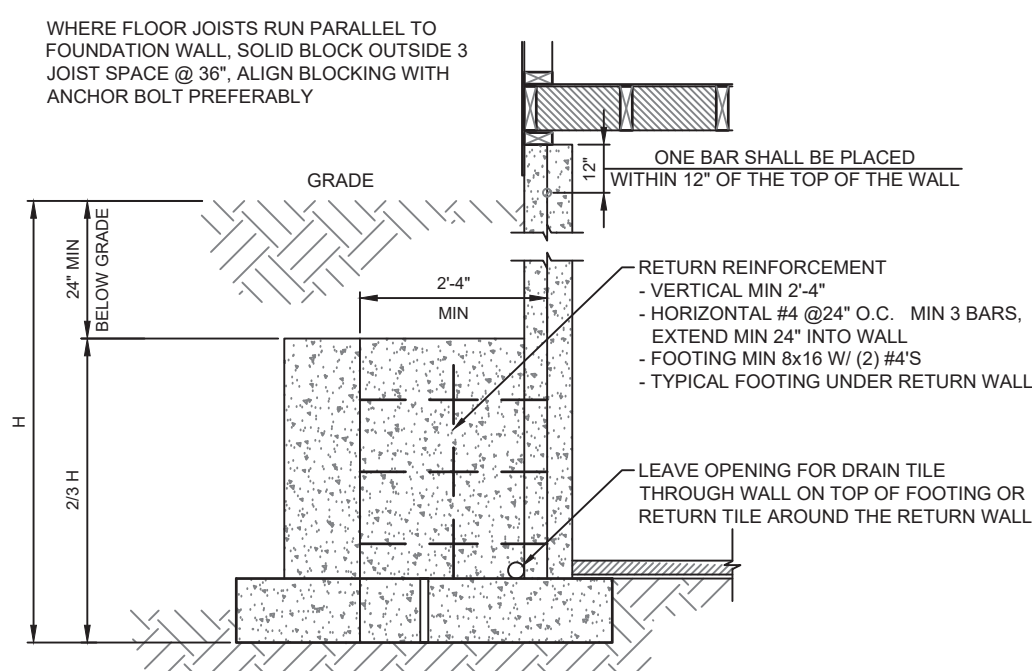 WHERE FLOOR JOISTS RUN PARALLEL TO
FOUNDATION WALL, SOLID BLOCK OUTSIDE 3
JOIST SPACE @ 36", ALIGN BLOCKING WITH
ANCHOR BOLT PREFERABLY
12"
ONE BAR SHALL BE PLACED
WITHIN 12" OF THE TOP OF THE WALL
GRADE
24" MIN
BELOW GRADE
2'-4"
MIN
RETURN REINFORCEMENT
- VERTICAL MIN 2'-4"
- HORIZONTAL #4 @24" O.C. MIN 3 BARS,
EXTEND MIN 24" INTO WALL
- FOOTING MIN 8x16 W/ (2) #4'S
- TYPICAL FOOTING UNDER RETURN WALL
H
2/3 H
LEAVE OPENING FOR DRAIN TILE
THROUGH WALL ON TOP OF FOOTING OR
RETURN TILE AROUND THE RETURN WALL